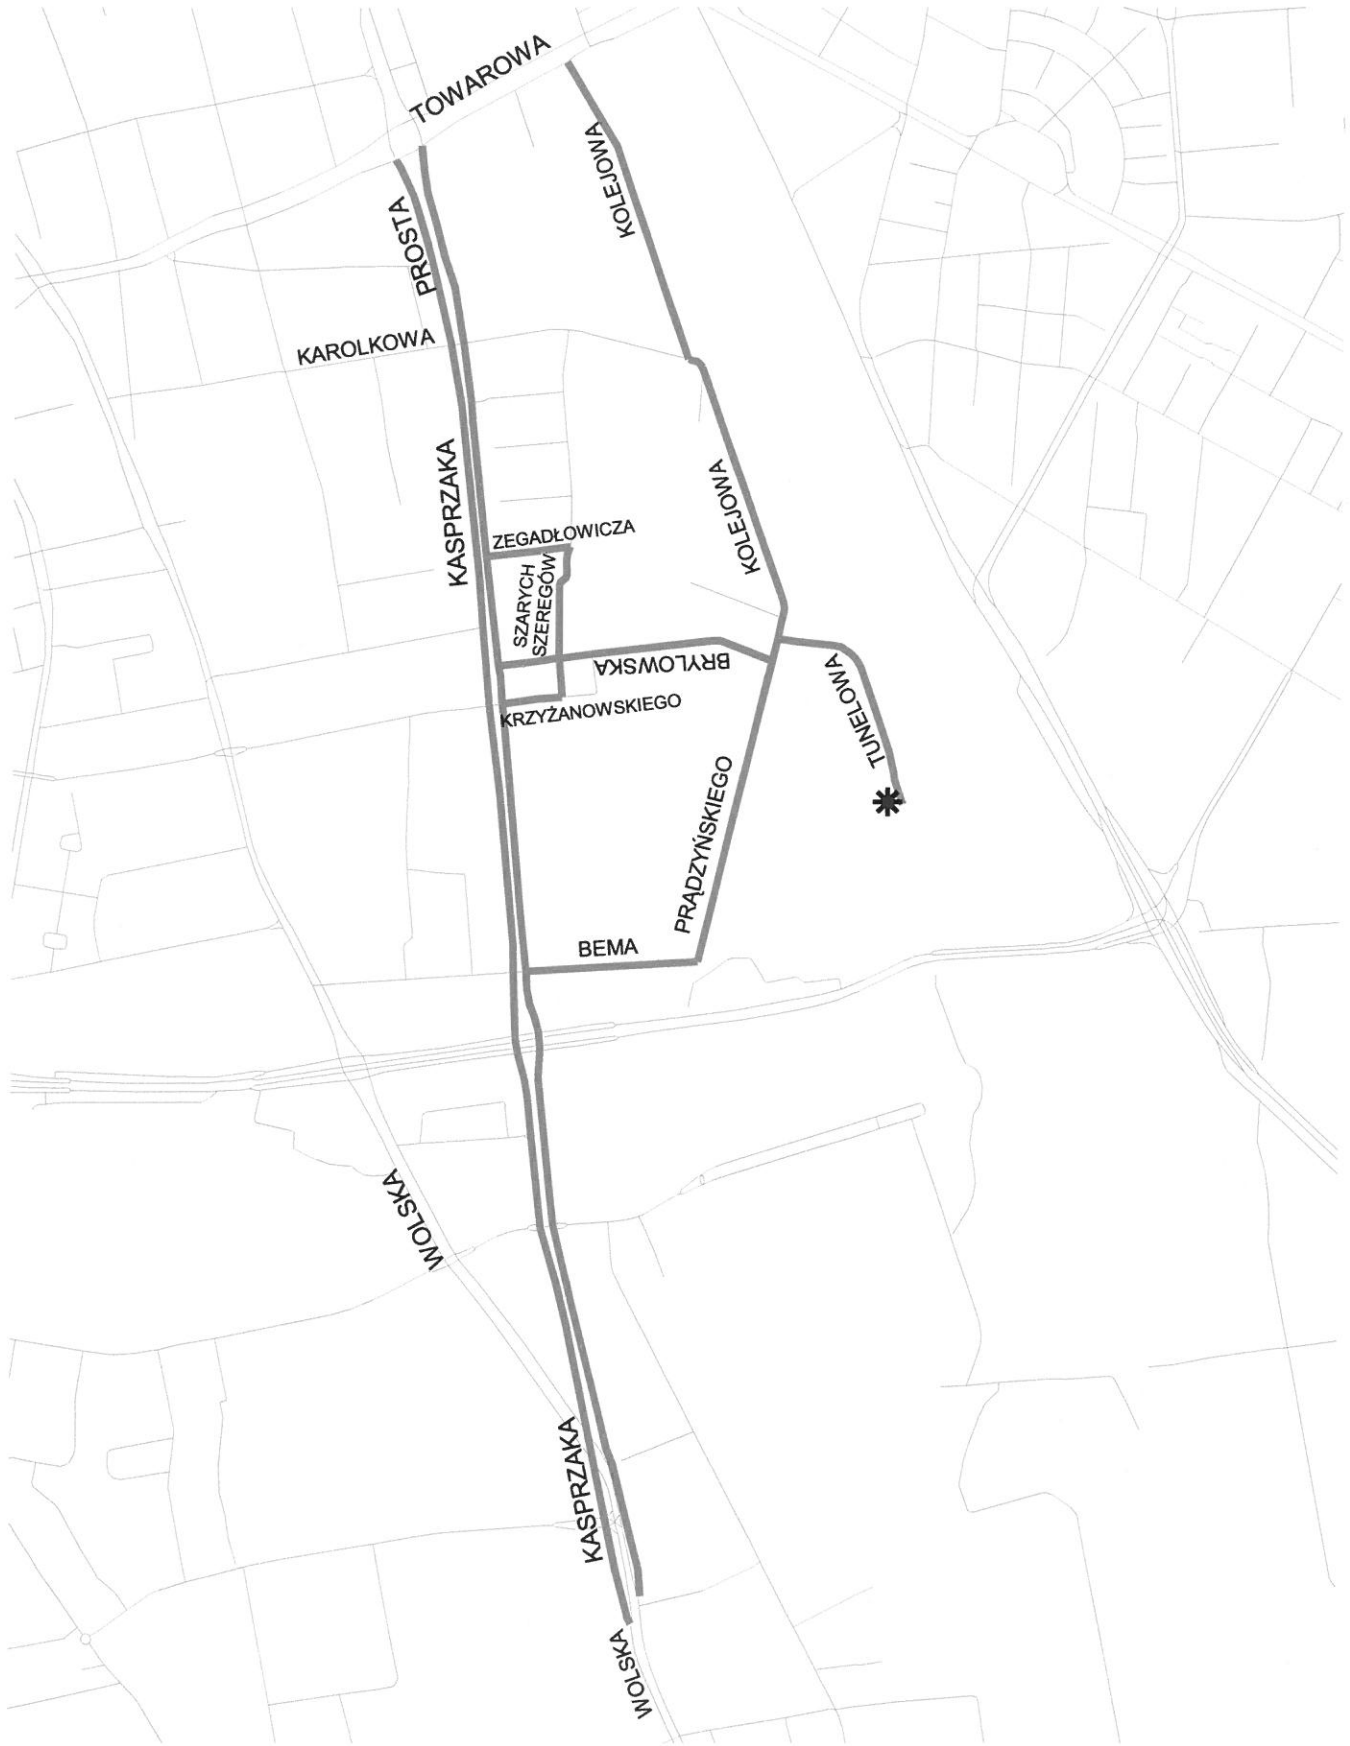 TOWAROWA
KOLEJOWA
PROSTA
KAROLKOWA
KASPRZAKA
KOLEJOWA
ZEGADŁOWICZA
SZARYCH
SZEREGÓW
BRYLOWSKA
TUNELOWA
KRZYŻANOWSKIEGO
PRĄDZYŃSKIEGO
BEMA
WOLSKA
KASPRZAKA
WOLSKA